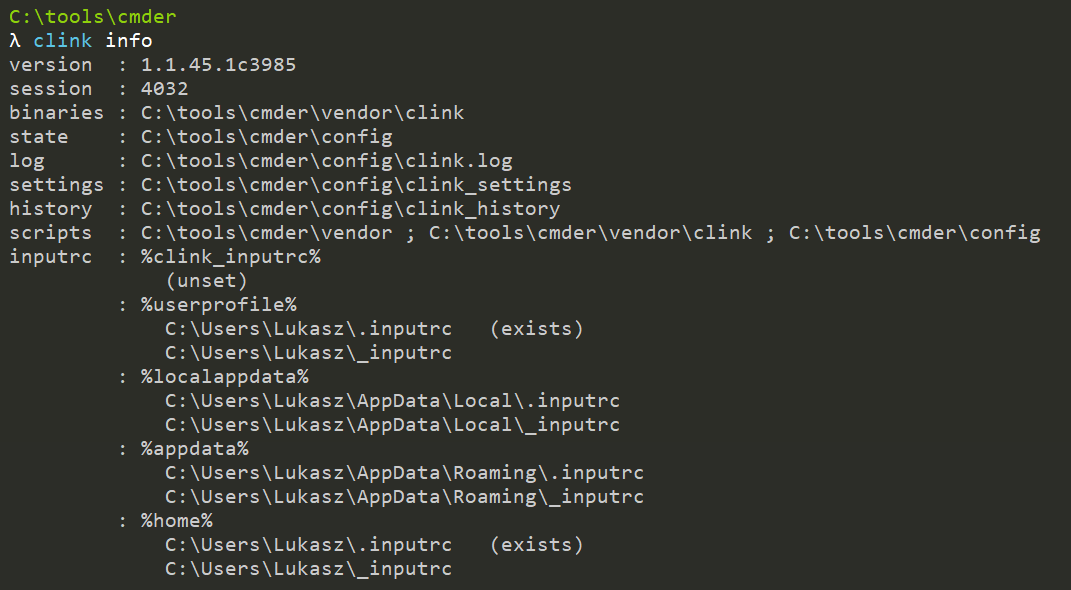 C:\tools\cmder
λ clink info
version  : 1.1.45.1c3985
session  : 4032
binaries : C:\tools\cmder\vendor\clink
state    : C:\tools\cmder\config
log      : C:\tools\cmder\config\clink.log
settings : C:\tools\cmder\config\clink_settings
history  : C:\tools\cmder\config\clink_history
scripts  : C:\tools\cmder\vendor ; C:\tools\cmder\vendor\clink ; C:\tools\cmder\config
inputrc  : %clink_inputrc%
             (unset)
         : %userprofile%
             C:\Users\Lukasz\.inputrc   (exists)
             C:\Users\Lukasz\_inputrc
         : %localappdata%
             C:\Users\Lukasz\AppData\Local\.inputrc
             C:\Users\Lukasz\AppData\Local\_inputrc
         : %appdata%
             C:\Users\Lukasz\AppData\Roaming\.inputrc
             C:\Users\Lukasz\AppData\Roaming\_inputrc
         : %home%
             C:\Users\Lukasz\.inputrc   (exists)
             C:\Users\Lukasz\_inputrc